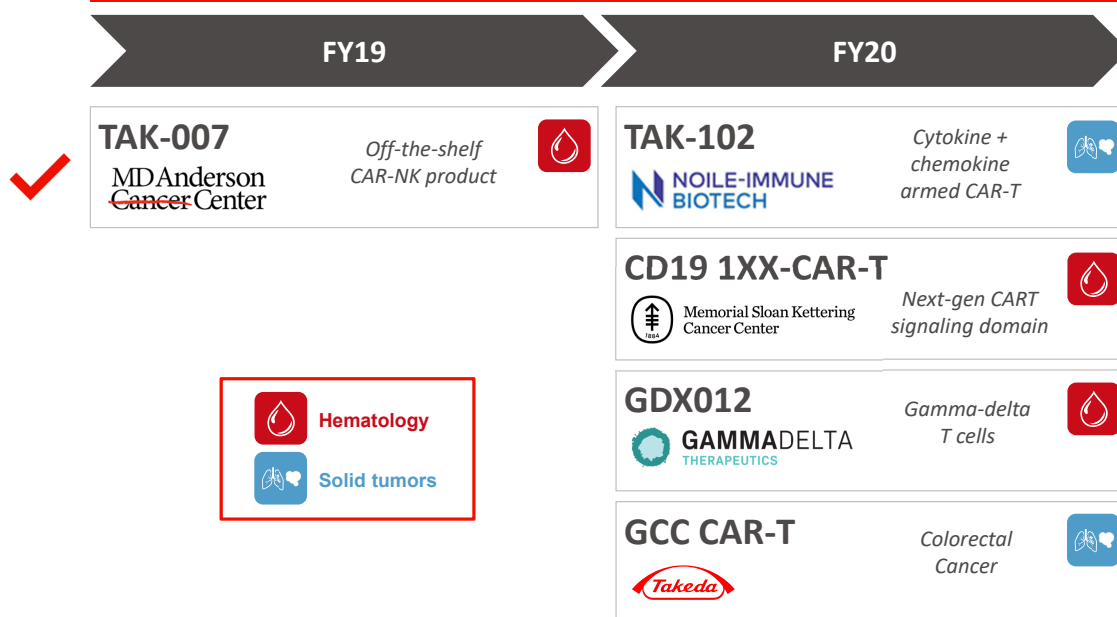 FY19
FY20
TAK-007
MD Anderson
Cancer Center
Off-the-shelf
CAR-NK product
TAK-102
NOILE-IMMUNE
BIOTECH
Cytokine +
chemokine
armed CAR-T
CD19 1XX-CAR-T
1884
Memorial Sloan Kettering
Cancer Center
Next-gen CART
signaling domain
Hematology
Solid tumors
GDX012
GAMMADELTA
THERAPEUTICS
Gamma-delta
T cells
GCC CAR-T
Takeda
Colorectal
Cancer